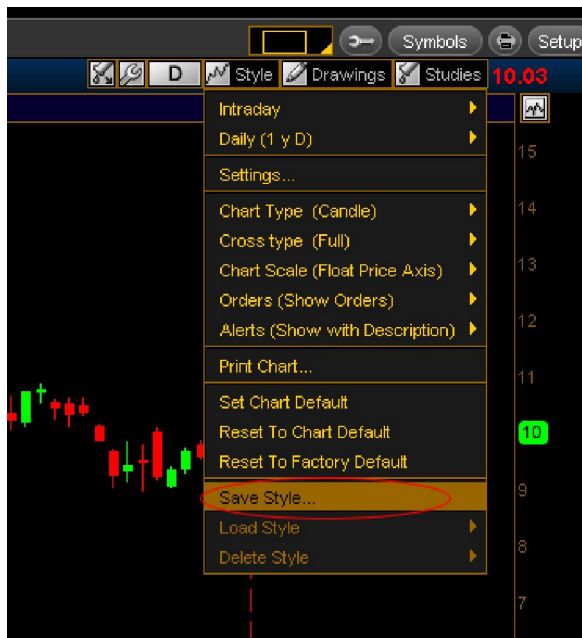 Symbols Setup
D Style Drawings Studies 10.03
Intraday
Daily (1 y D)
Settings...
Chart Type (Candle)
Cross type (Full)
Chart Scale (Float Price Axis)
Orders (Show Orders)
Alerts (Show with Description)
Print Chart...
Set Chart Default
Reset To Chart Default
Reset To Factory Default
Save Style...
Load Style
Delete Style
15
14
13
12
11
10
9
8
7